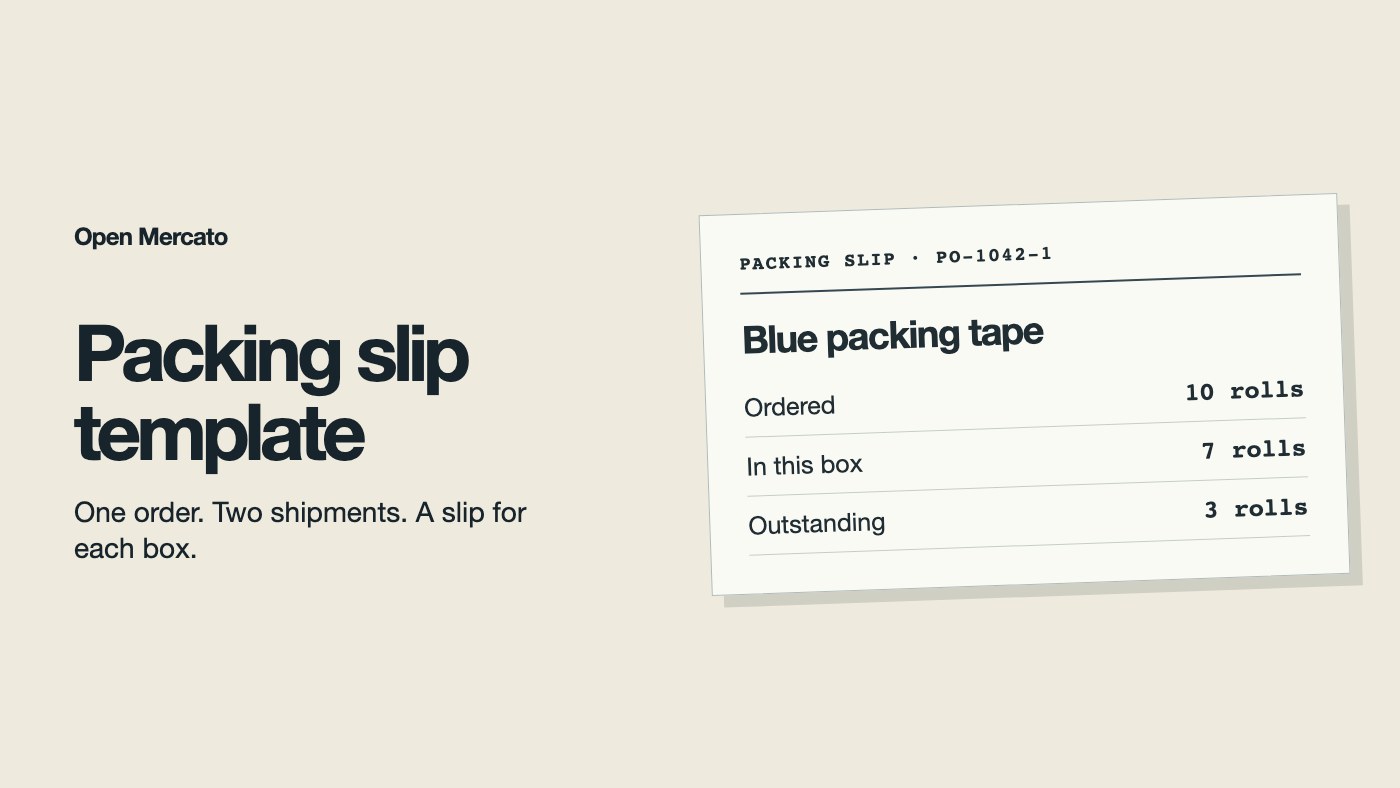 Open Mercato
Packing slip
template
One order. Two shipments. A slip for
each box.
PACKING SLIP · PO-1042-1
Blue packing tape
Ordered 10 rolls
In this box 7 rolls
Outstanding 3 rolls